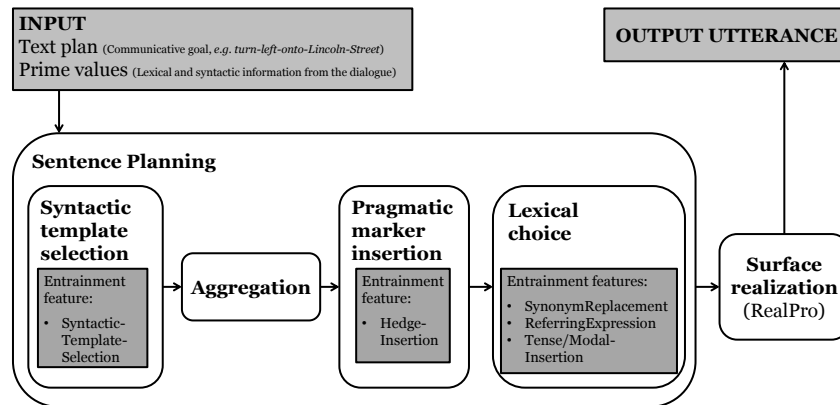 INPUT
Text plan (Communicative goal, e.g. turn-left-onto-Lincoln-Street)
Prime values (Lexical and syntactic information from the dialogue)
OUTPUT UTTERANCE
Sentence Planning
Syntactic
template
selection
Entrainment
feature:
• Syntactic-
Template-
Selection
Aggregation
Pragmatic
marker
insertion
Entrainment
feature:
• Hedge-
Insertion
Lexical
choice
Entrainment features:
• SynonymReplacement
• ReferringExpression
• Tense/Modal-
Insertion
Surface
realization
(RealPro)